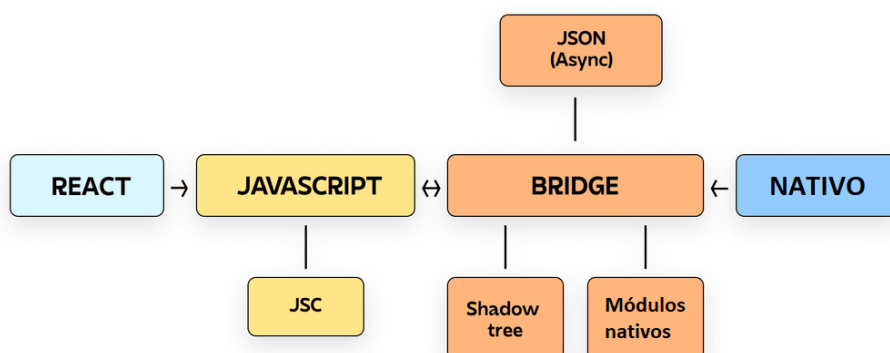 JSON
(Async)
REACT
JAVASCRIPT
BRIDGE
NATIVO
JSC
Shadow
tree
Módulos
nativos